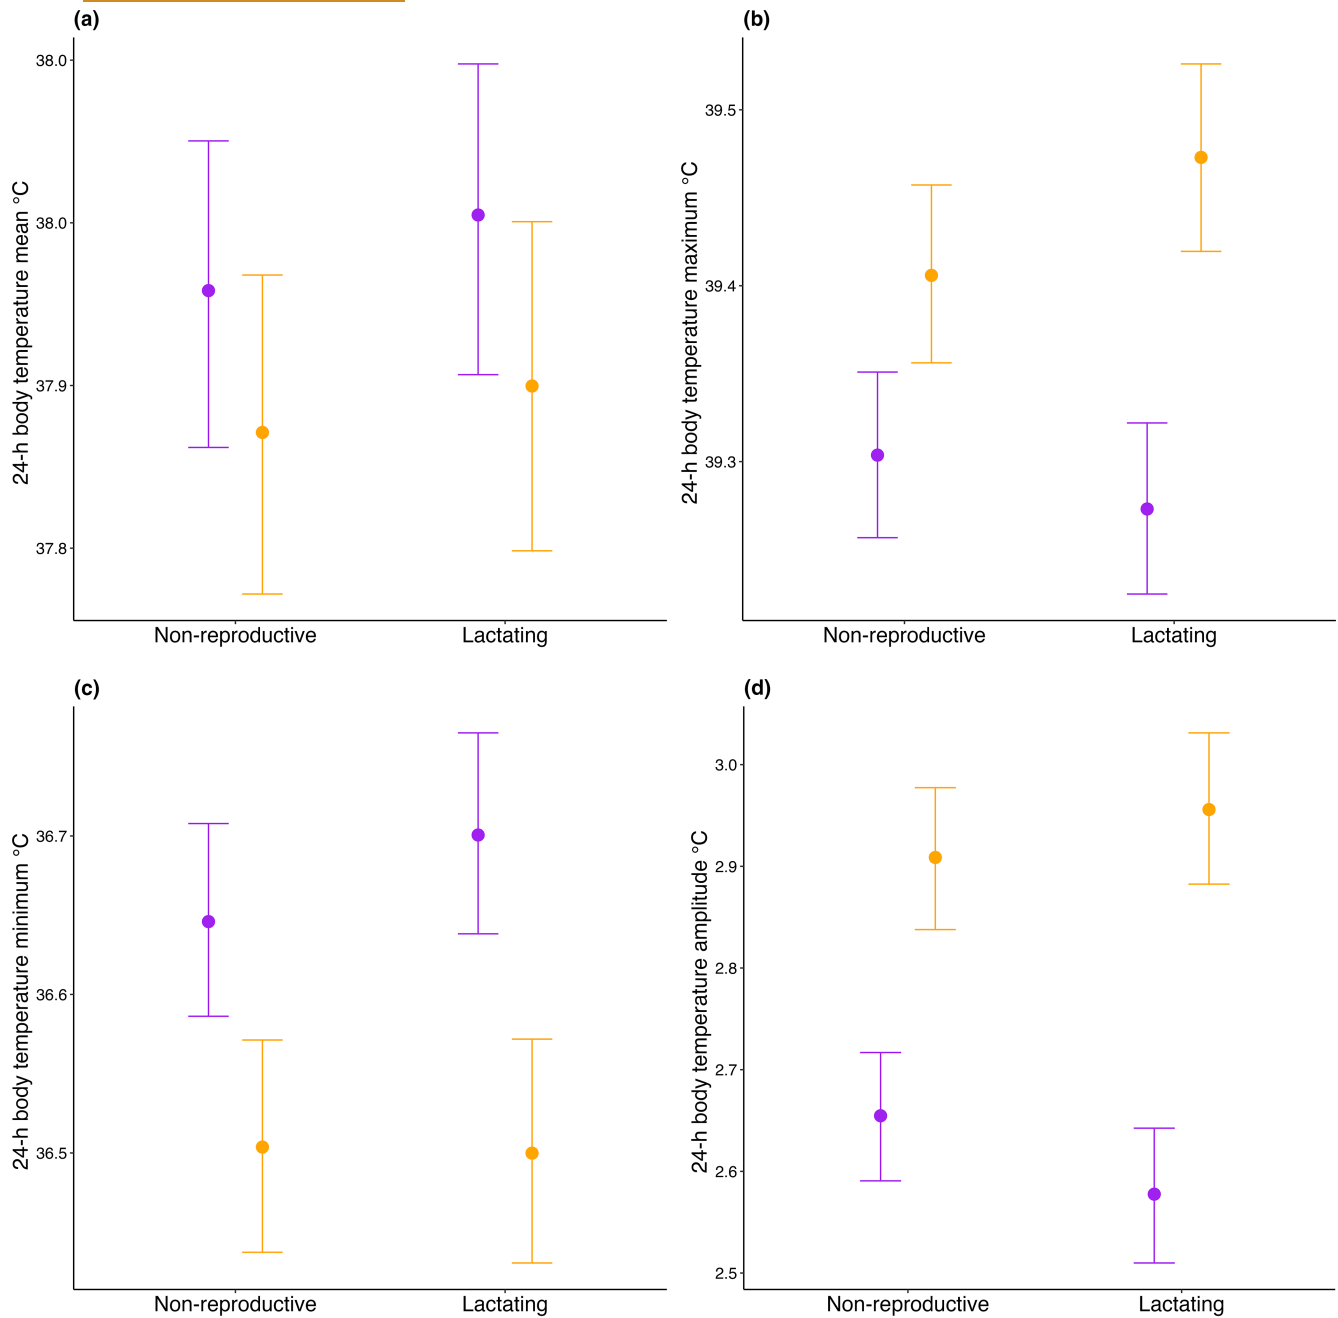 (a)
24-h body temperature mean °C
38.0
38.0
37.9
37.8
Non-reproductive Lactating
(b)
24-h body temperature maximum °C
39.5
39.4
39.3
Non-reproductive Lactating
(c)
24-h body temperature minimum °C
36.7
36.6
36.5
Non-reproductive Lactating
(d)
24-h body temperature amplitude °C
3.0
2.9
2.8
2.7
2.6
2.5
Non-reproductive Lactating